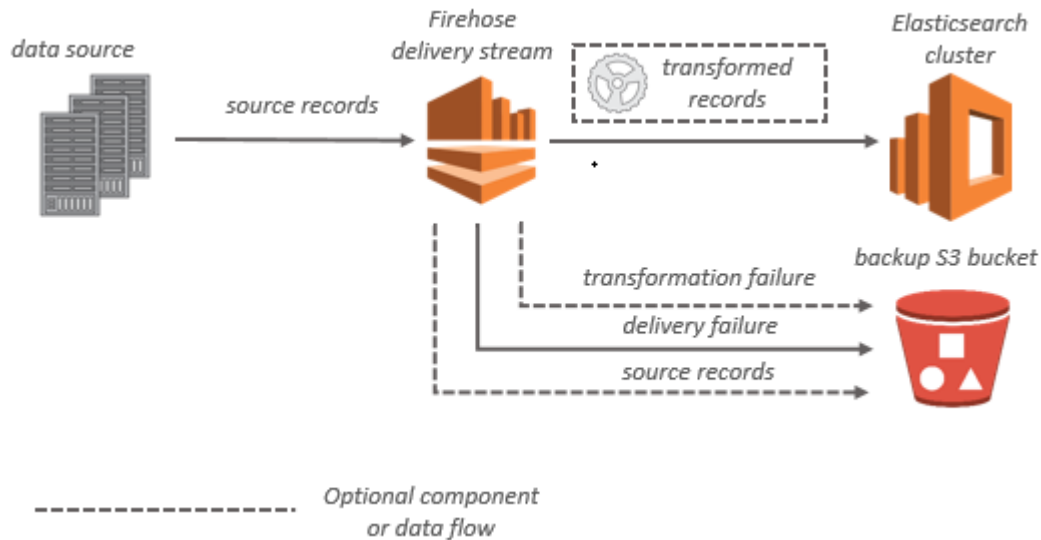 data source
Firehose
delivery stream
Elasticsearch
cluster
source records
transformed
records
backup S3 bucket
transformation failure
delivery failure
source records
Optional component
or data flow